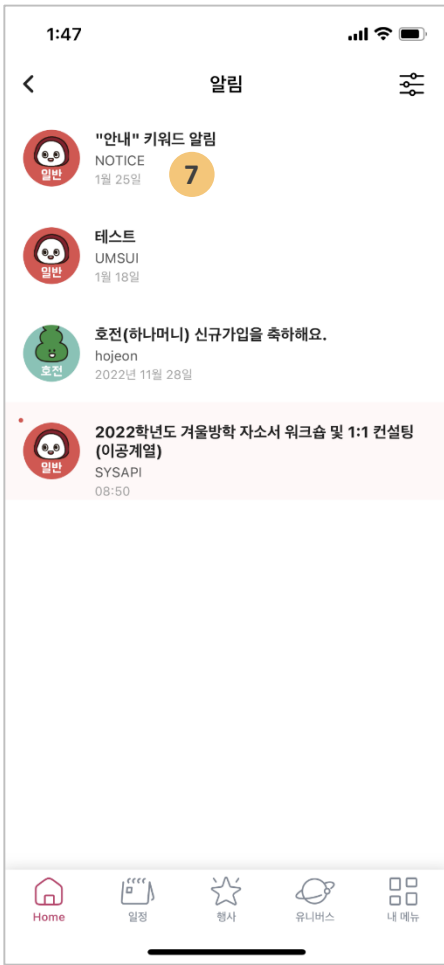 1:47
알림
"안내" 키워드 알림
일반
NOTICE
1월 25일
7
테스트
일반
UMSUI
1월 18일
호전(하나머니) 신규가입을 축하해요.
호전
hojeon
2022년 11월 28일
2022학년도 겨울방학 자소서 워크숍 및 1:1 컨설팅
(이공계열)
일반
SYSAPI
08:50
Home
일정
행사
유니버스
내 메뉴